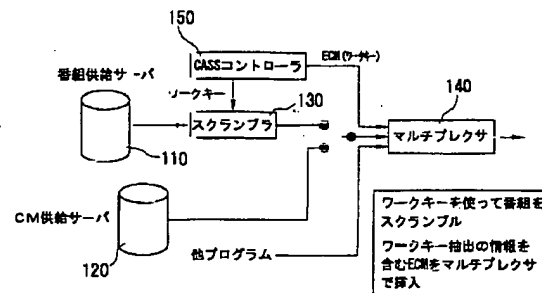 150
CASSコントローラ
ECM(ワーキー)
番組供給サーバ
ワークキー
130
スクランブラ
140
マルチプレクサ
110
CM供給サーバ
120
他プログラム
ワークキーを使って番組を
スクランブル
ワークキー抽出の情報を
含むECMをマルチプレクサ
で挿入